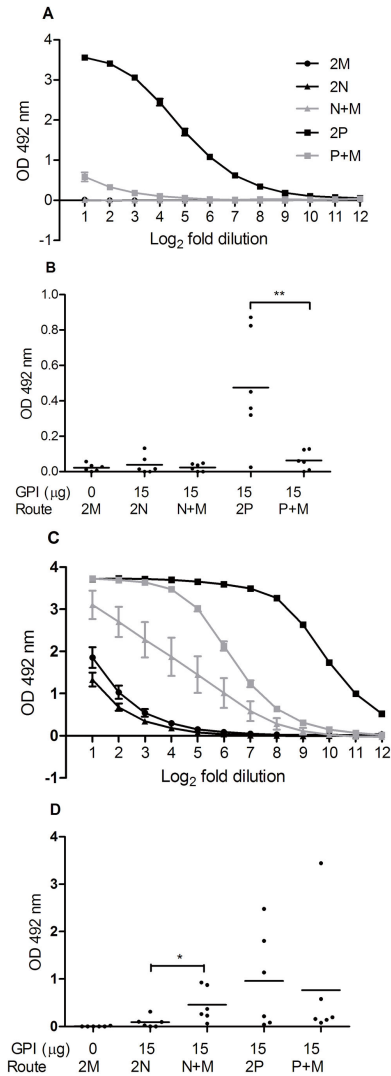 A
4
3
2
1
0
-1
OD 492 nm
1 2 3 4 5 6 7 8 9 10 11 12
Log2 fold dilution
2M
2N
N+M
2P
P+M
B
1.0
0.8
0.6
0.4
0.2
0.0
OD 492 nm
**
GPI (µg) 0 15 15 15 15
Route 2M 2N N+M 2P P+M
C
4
3
2
1
0
-1
OD 492 nm
1 2 3 4 5 6 7 8 9 10 11 12
Log2 fold dilution
D
4
3
2
1
0
OD 492 nm
*
GPI (µg) 0 15 15 15 15
Route 2M 2N N+M 2P P+M